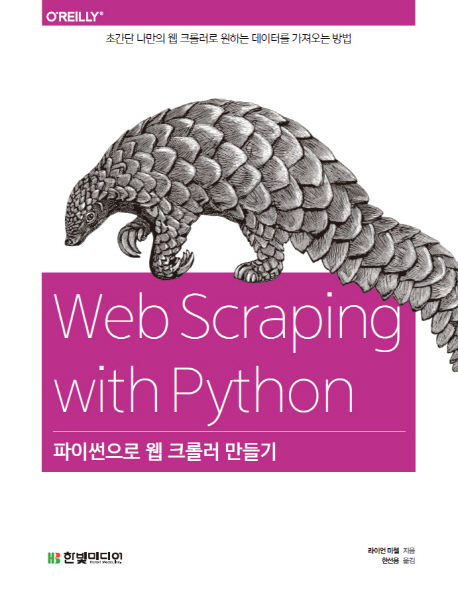 O'REILLY®
초간단 나만의 웹 크롤러로 원하는 데이터를 가져오는 방법
Web Scraping
with Python
파이썬으로 웹 크롤러 만들기
한빛미디어
Hanbit Media, Inc.
라이언 미첼 지음
한선용 옮김